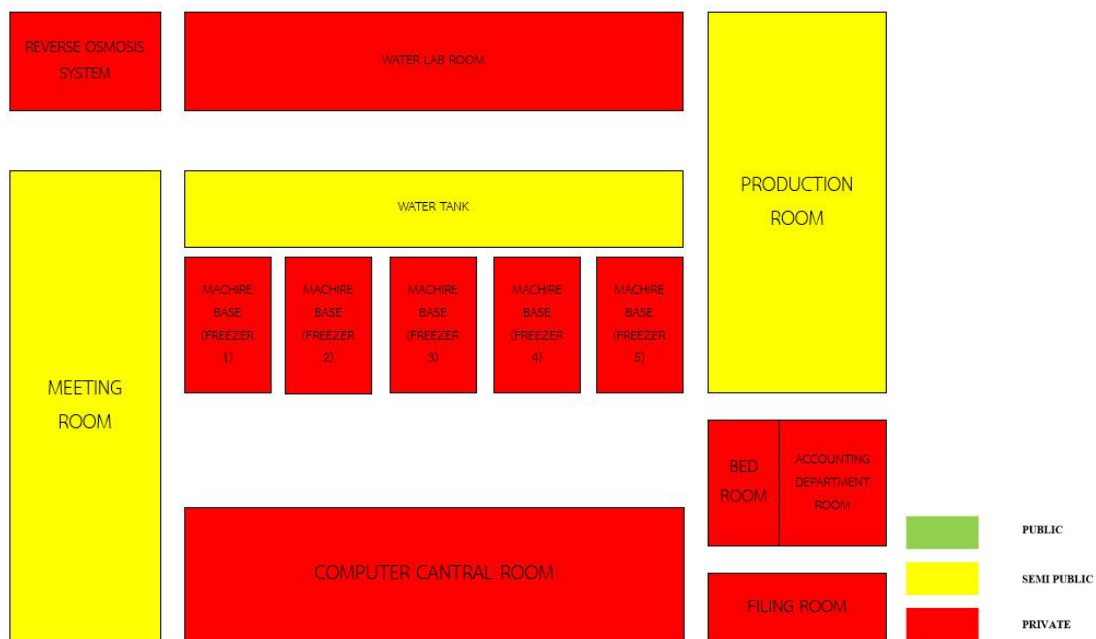 REVERSE OSMOSIS
SYSTEM
WATER LAB ROOM
PRODUCTION
ROOM
WATER TANK
MACHIRE
BASE
(FREEZER
1)
MACHIRE
BASE
(FREEZER
2)
MACHIRE
BASE
(FREEZER
3)
MACHIRE
BASE
(FREEZER
4)
MACHIRE
BASE
(FREEZER
5)
MEETING
ROOM
BED
ROOM
ACCOUNTING
DEPARTMENT
ROOM
COMPUTER CANTRAL ROOM
FILING ROOM
PUBLIC
SEMI PUBLIC
PRIVATE